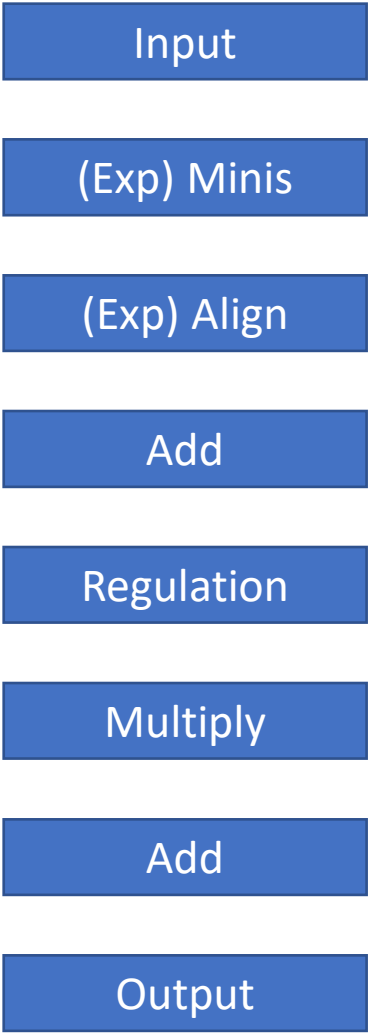 Input
(Exp) Minis
(Exp) Align
Add
Regulation
Multiply
Add
Output